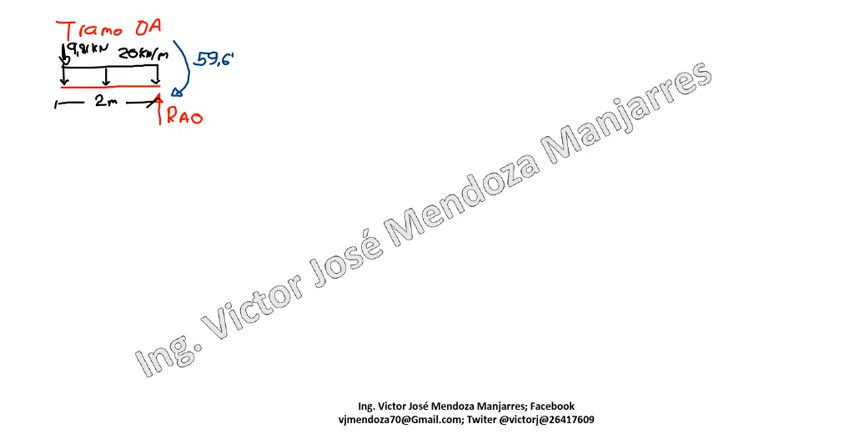 Tramo OA
9,81kN 20kN/m
59,6
2m
RAO
Ing. Victor José Mendoza Manjarres
Ing. Victor José Mendoza Manjarres; Facebook
vjmendoza70@Gmail.com; Twiter @victorj@26417609